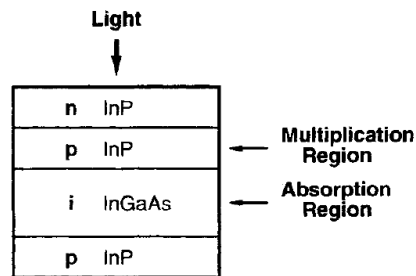 Light
n InP
p InP
Multiplication
Region
i InGaAs
Absorption
Region
p InP